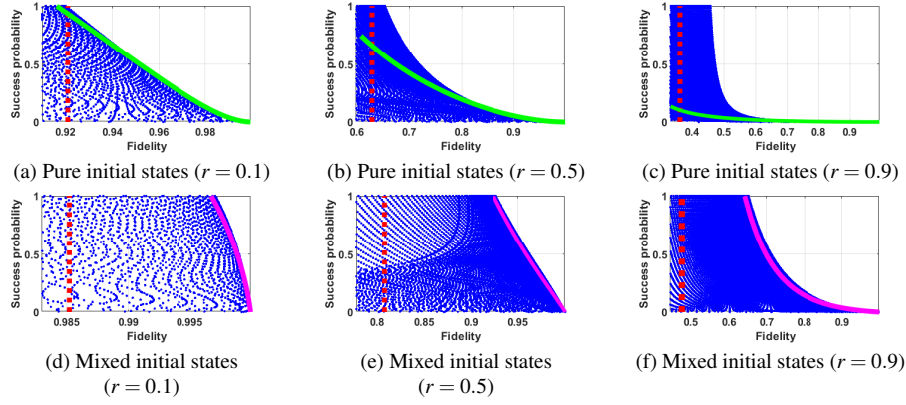 1
0.5
0
Success probability
0.92 0.94 0.96 0.98
Fidelity
(a) Pure initial states (r = 0.1)
1
0.5
0
Success probability
0.6 0.7 0.8 0.9
Fidelity
(b) Pure initial states (r = 0.5)
1
0.5
0
Success probability
0.4 0.5 0.6 0.7 0.8 0.9
Fidelity
(c) Pure initial states (r = 0.9)
1
0.5
0
Success probability
0.985 0.99 0.995
Fidelity
(d) Mixed initial states
(r = 0.1)
1
0.5
0
Success probability
0.8 0.85 0.9 0.95
Fidelity
(e) Mixed initial states
(r = 0.5)
1
0.5
0
Success probability
0.5 0.6 0.7 0.8 0.9
Fidelity
(f) Mixed initial states (r = 0.9)